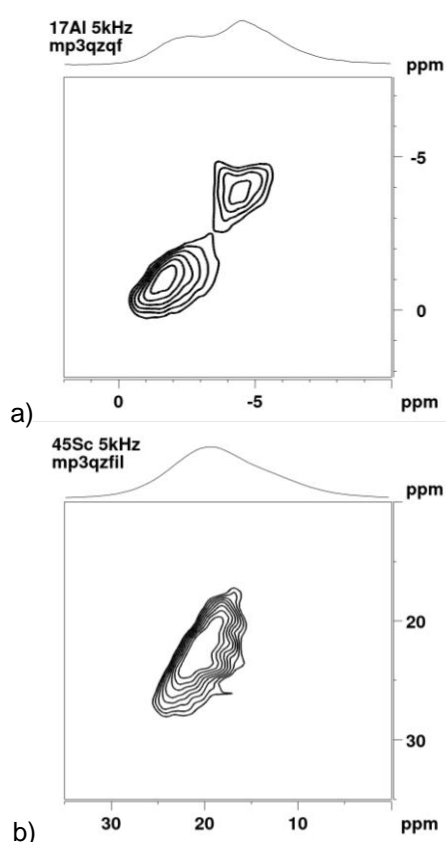 17Al 5kHz
mp3qzqf
ppm
-5
0
0 -5 ppm
a)
45Sc 5kHz
mp3qzfil
ppm
20
30
30 20 10 ppm
b)